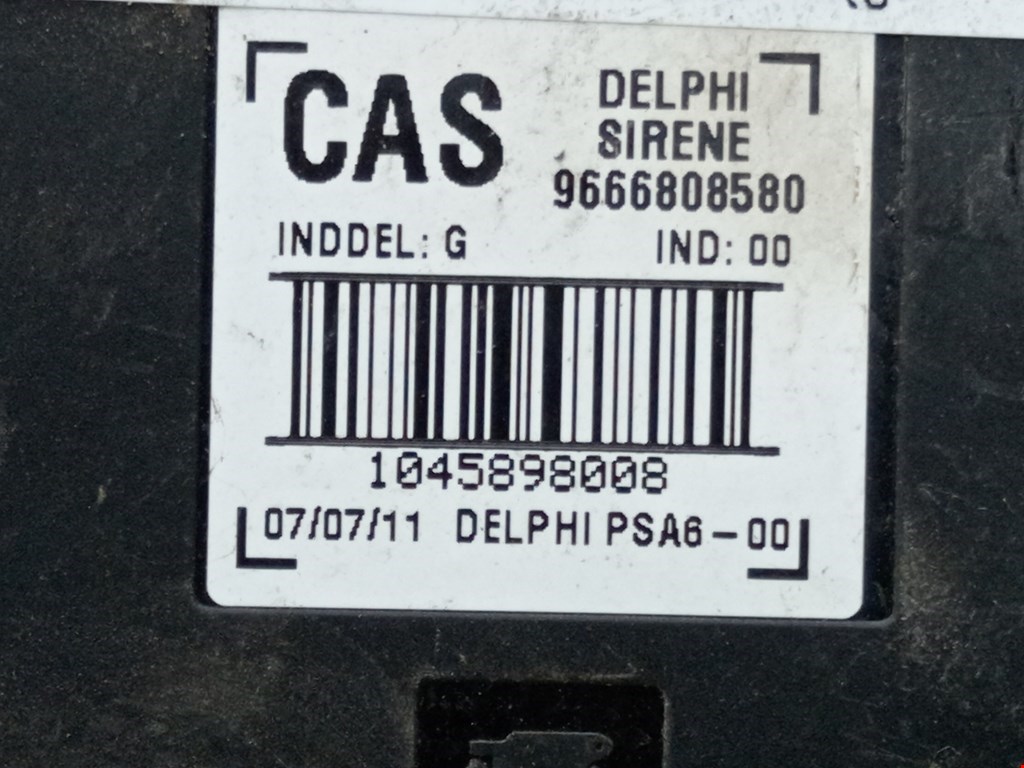 CAS
DELPHI
SIRENE
9666808580
INDDEL: G
IND: 00
1045898008
07/07/11 DELPHI PSA6-00